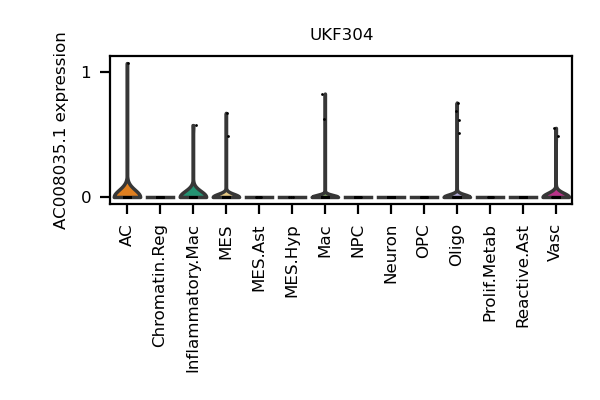 UKF304
AC008035.1 expression
1
0
AC
Chromatin.Reg
Inflammatory.Mac
MES
MES.Ast
MES.Hyp
Mac
NPC
Neuron
OPC
Oligo
Prolif.Metab
Reactive.Ast
Vasc